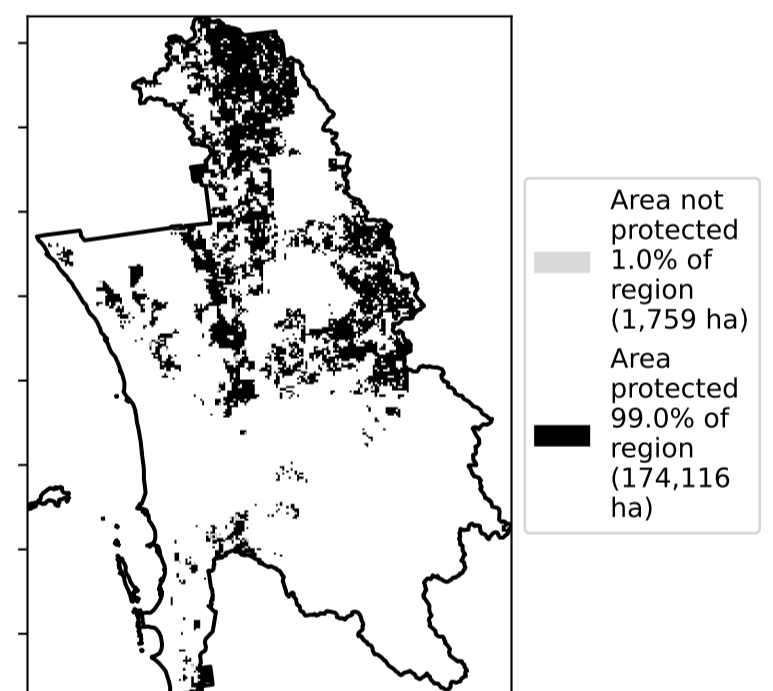 Area not
protected
1.0% of
region
(1,759 ha)
Area
protected
99.0% of
region
(174,116
ha)